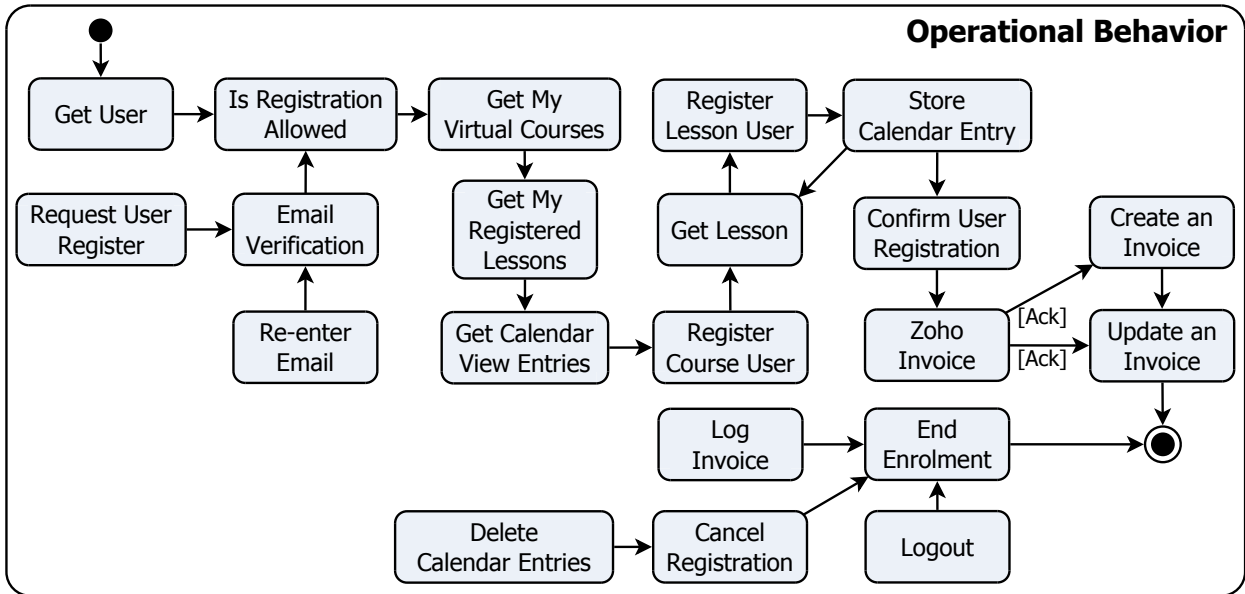 Operational Behavior
Get User
Is Registration
Allowed
Get My
Virtual Courses
Register
Lesson User
Store
Calendar Entry
Request User
Register
Email
Verification
Get My
Registered
Lessons
Get Lesson
Confirm User
Registration
Create an
Invoice
Re-enter
Email
Get Calendar
View Entries
Register
Course User
Zoho
Invoice
[Ack]
[Ack]
Update an
Invoice
Log
Invoice
End
Enrolment
Delete
Calendar Entries
Cancel
Registration
Logout